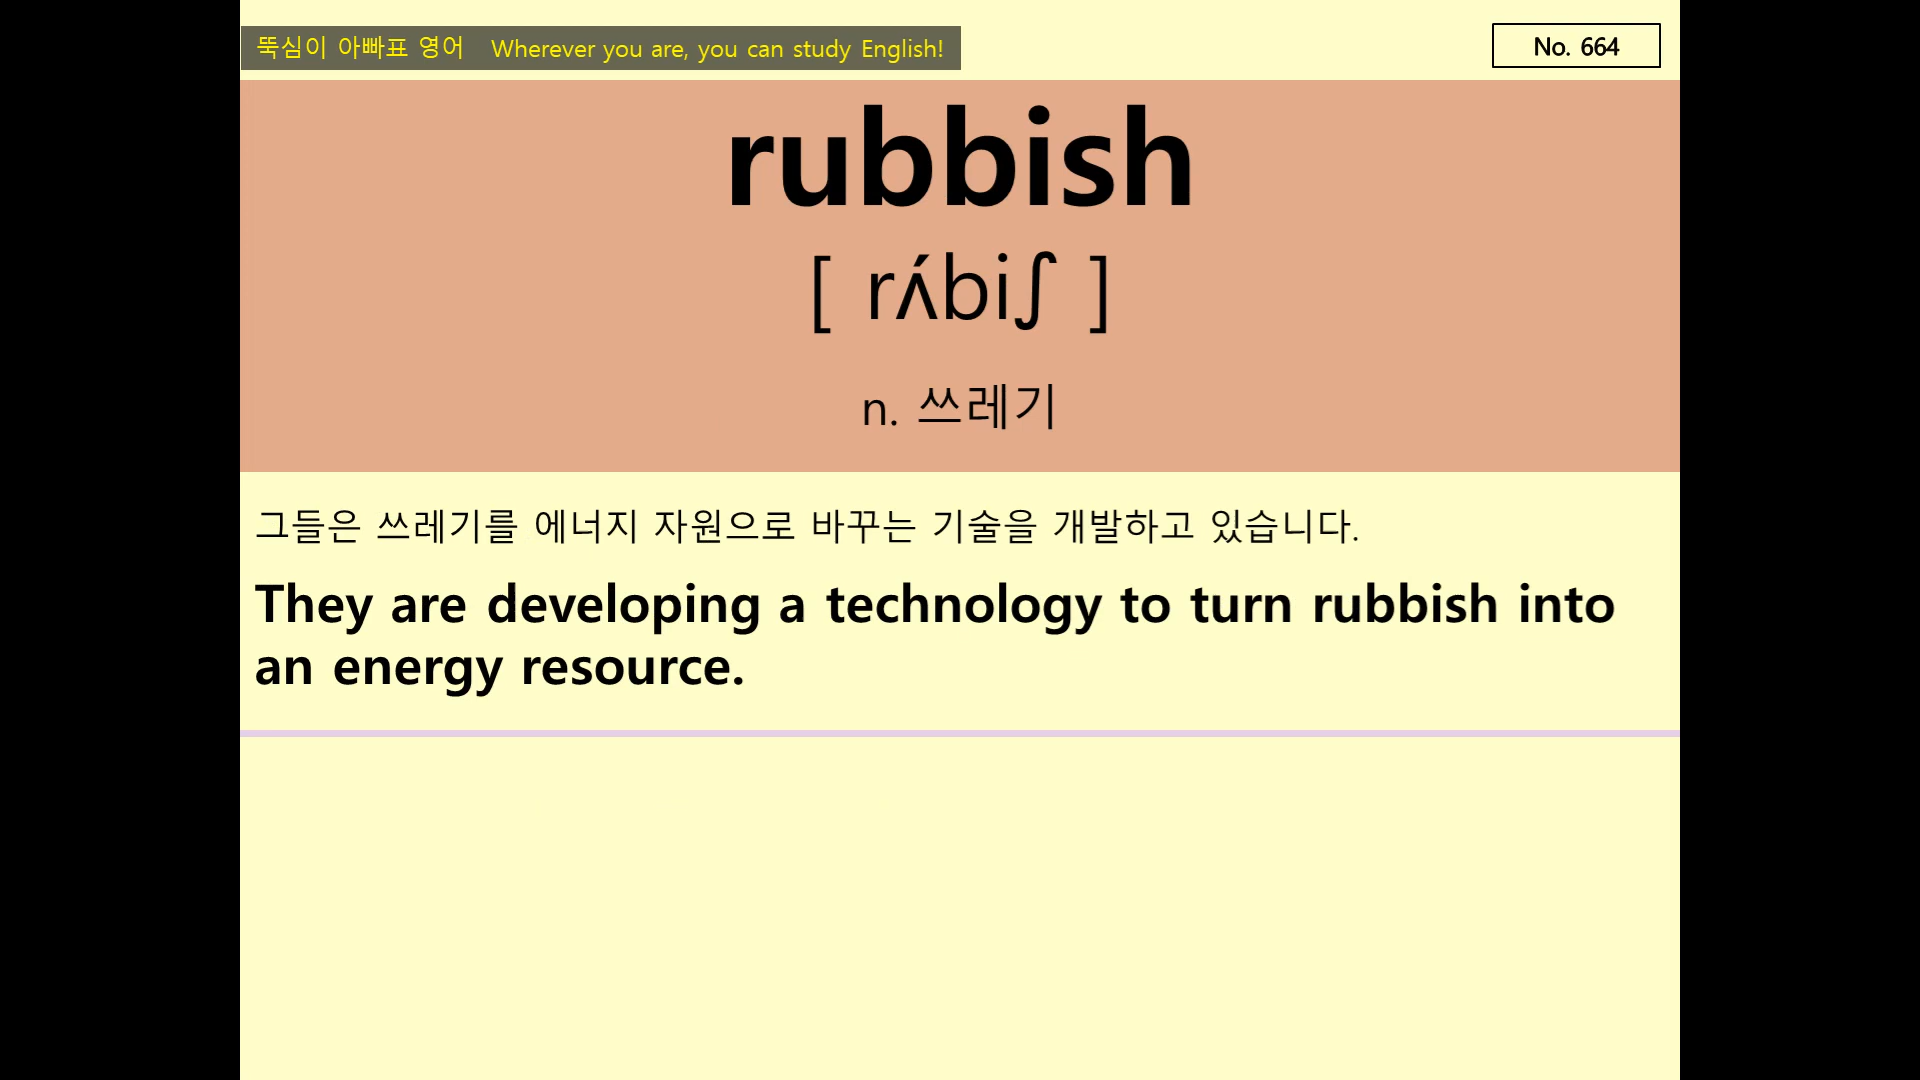 뚝심이 아빠표 영어 Wherever you are, you can study English!
No. 664
rubbish
[ rʌ́biʃ ]
n. 쓰레기
그들은 쓰레기를 에너지 자원으로 바꾸는 기술을 개발하고 있습니다.
They are developing a technology to turn rubbish into
an energy resource.